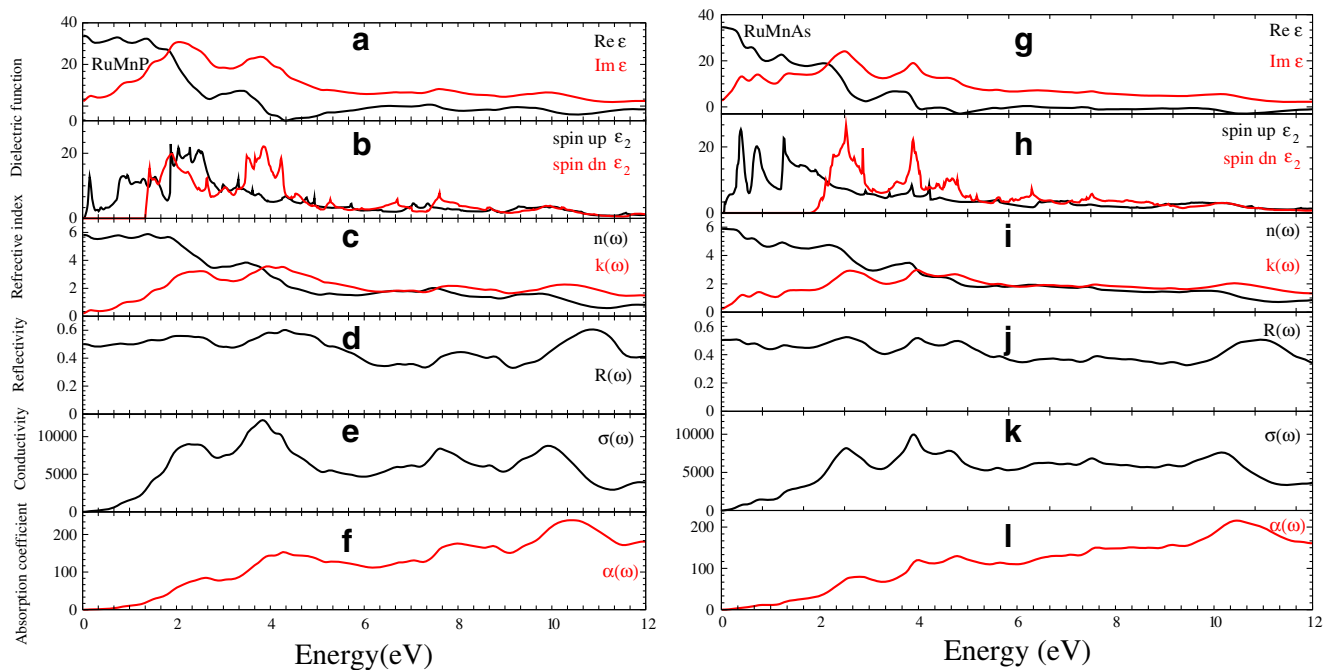 Dielectric function
Refrective index
Reflectivity
Conductivity
Absorption coefficient
40
20
0
a
RuMnP
Re ε
Im ε
20
0
b
spin up ε2
spin dn ε2
6
4
2
0
c
n(ω)
k(ω)
0.6
0.4
0.2
0
d
R(ω)
10000
5000
0
e
σ(ω)
200
100
0
f
α(ω)
0 2 4 6 8 10 12
Energy(eV)
40
20
0
g
RuMnAs
Re ε
Im ε
20
0
h
spin up ε2
spin dn ε2
6
4
2
0
i
n(ω)
k(ω)
0.6
0.4
0.2
0
j
R(ω)
10000
5000
0
k
σ(ω)
200
100
0
l
α(ω)
0 2 4 6 8 10 12
Energy (eV)